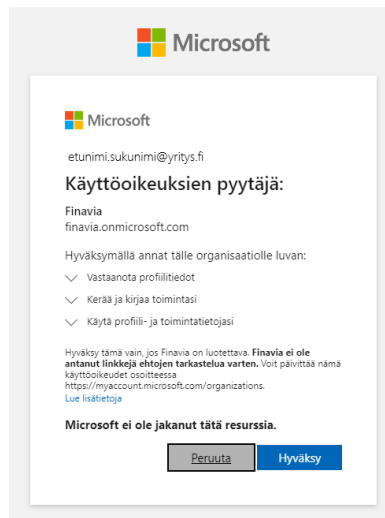 Microsoft
Microsoft
etunimi.sukunimi@yritys.fi
Käyttöoikeuksien pyytäjä:
Finavia
finavia.onmicrosoft.com
Hyväksymällä annat tälle organisaatiolle luvan:
Vastaanota profiilitiedot
Kerää ja kirjaa toimintasi
Käytä profiili- ja toimintatietojasi
Hyväksy tämä vain, jos Finavia on luotettava. Finavia ei ole
antanut linkkejä ehtojen tarkastelua varten. Voit päivittää nämä
käyttöoikeudet osoitteessa
https://myaccount.microsoft.com/organizations.
Lue lisätietoja
Microsoft ei ole jakanut tätä resurssia.
Peruuta Hyväksy